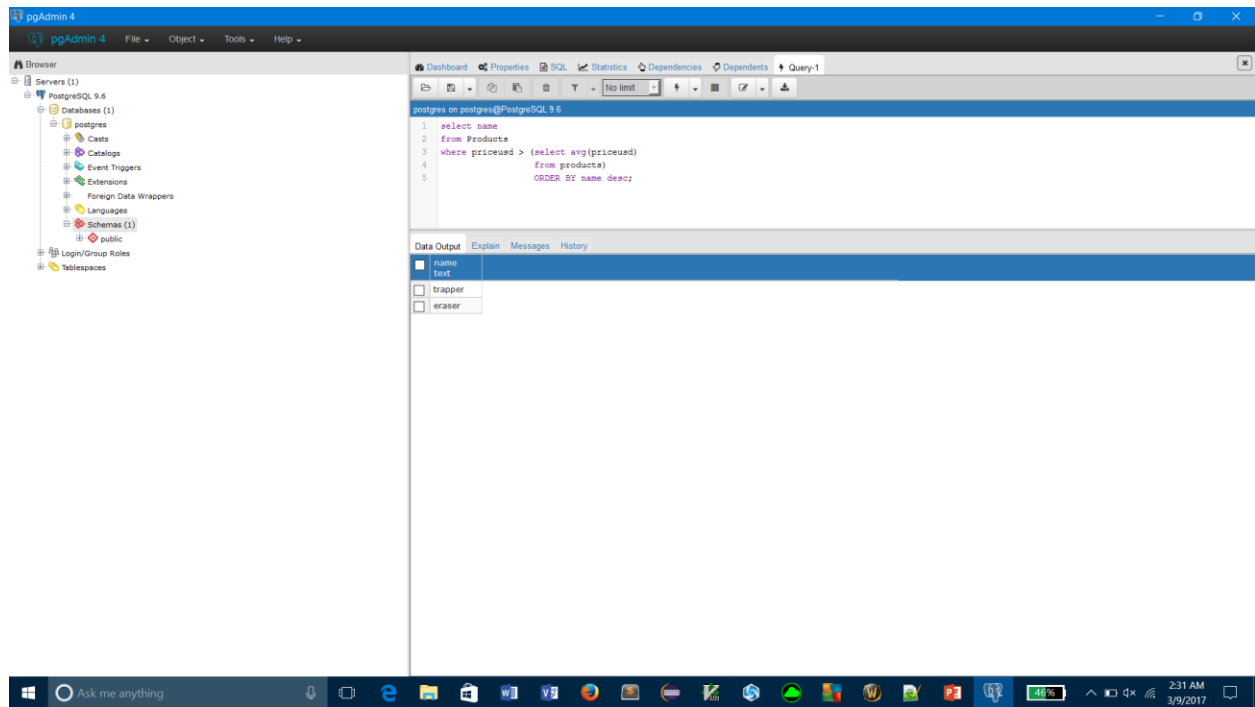 pgAdmin 4
pgAdmin 4 File Object Tools Help
Browser
Dashboard Properties SQL Statistics Dependencies Dependents Query-1
Servers (1)
PostgreSQL 9.6
Databases (1)
postgres
Casts
Catalogs
Event Triggers
Extensions
Foreign Data Wrappers
Languages
Schemas (1)
public
Login/Group Roles
Tablespaces
No limit
postgres on postgres@PostgreSQL 9.6
1 select name
2 from Products
3 where priceusd > (select avg(priceusd)
4 from products)
5 ORDER BY name desc;
Data Output Explain Messages History
name
text
trapper
eraser
Ask me anything
46%
2:31 AM
3/9/2017